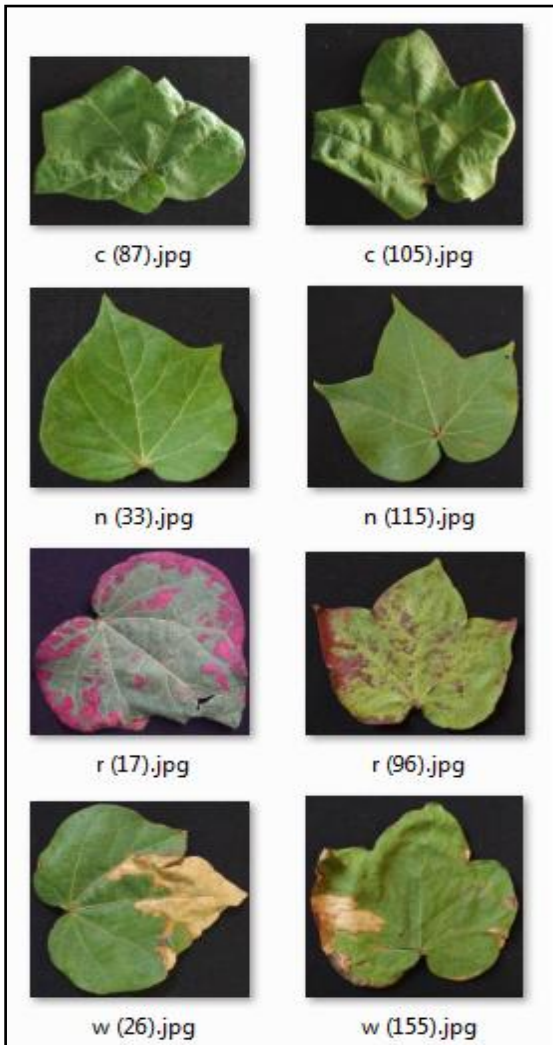 c (87).jpg
c (105).jpg
n (33).jpg
n (115).jpg
r (17).jpg
r (96).jpg
w (26).jpg
w (155).jpg